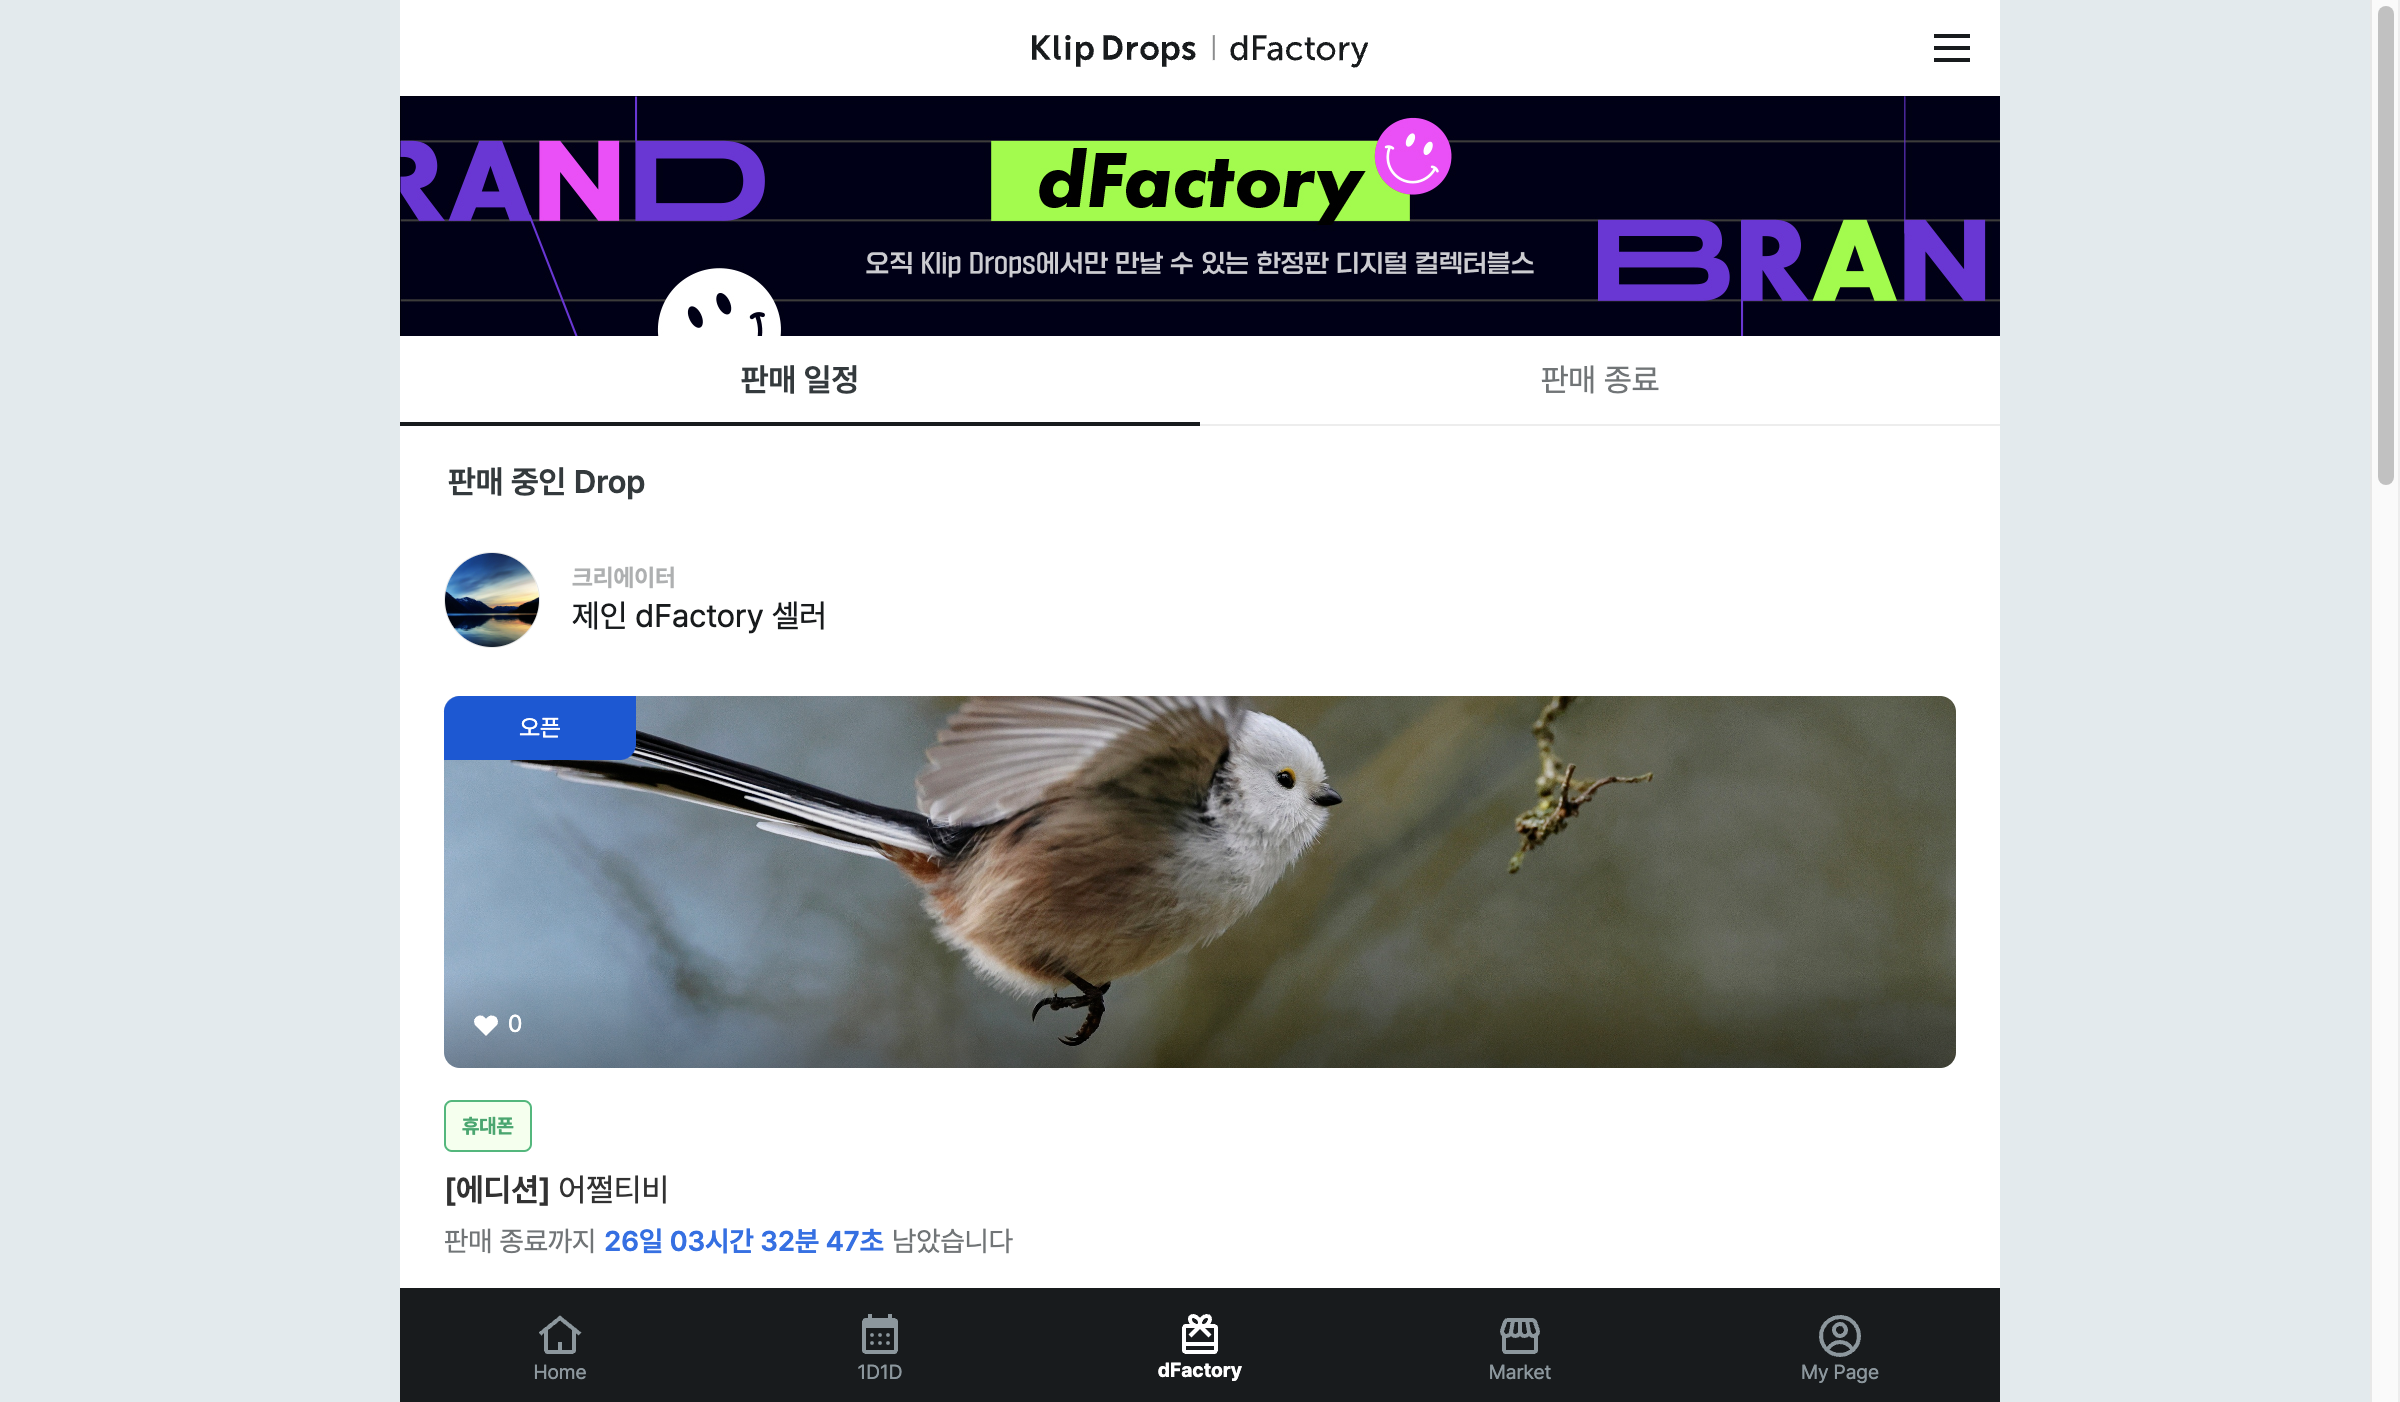 Klip Drops | dFactory
RAND
dFactory
오직 Klip Drops에서만 만날 수 있는 한정판 디지털 컬렉터블스
BRAN
판매 일정
판매 종료
판매 중인 Drop
크리에이터
제인 dFactory 셀러
오픈
0
휴대폰
[에디션] 어쩔티비
판매 종료까지 26일 03시간 32분 47초 남았습니다
Home
1D1D
dFactory
Market
My Page